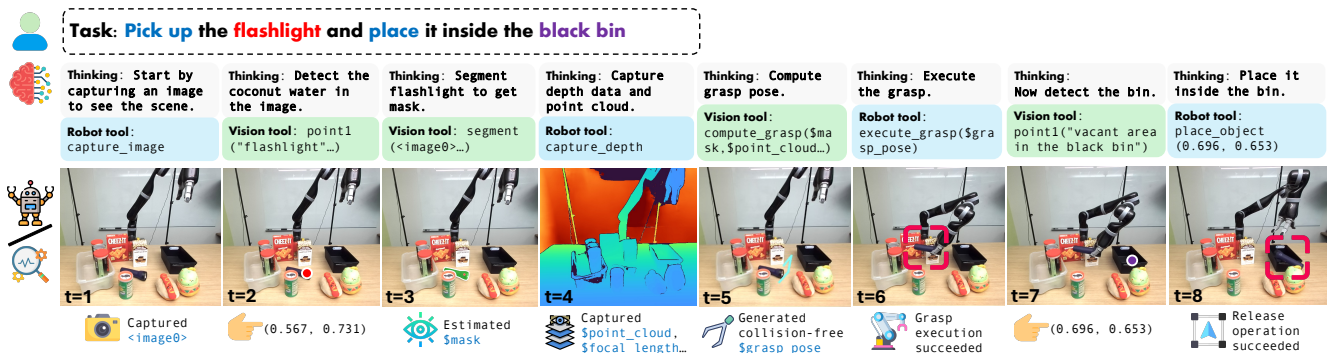 Task: Pick up the flashlight and place it inside the black bin
Thinking: Start by
capturing an image
to see the scene.
Robot tool:
capture_image
Thinking: Detect the
coconut water in
the image.
Vision tool: point1
("flashlight"…)
Thinking: Segment
flashlight to get
mask.
Vision tool: segment
(<image0>…)
Thinking: Capture
depth data and
point cloud.
Robot tool:
capture_depth
Thinking: Compute
grasp pose.
Vision tool:
compute_grasp($ma
sk,$point_cloud…)
Thinking: Execute
the grasp.
Robot tool:
execute_grasp($gra
sp_pose)
Thinking:
Now detect the bin.
Vision tool:
point1("vacant area
in the black bin")
Thinking: Place it
inside the bin.
Robot tool:
place_object
(0.696, 0.653)
t=1
t=2
t=3
t=4
t=5
t=6
t=7
t=8
Captured
<image0>
(0.567, 0.731)
Estimated
$mask
Captured
$point_cloud,
$focal_length…
Generated
collision-free
$grasp_pose
Grasp
execution
succeeded
(0.696, 0.653)
Release
operation
succeeded